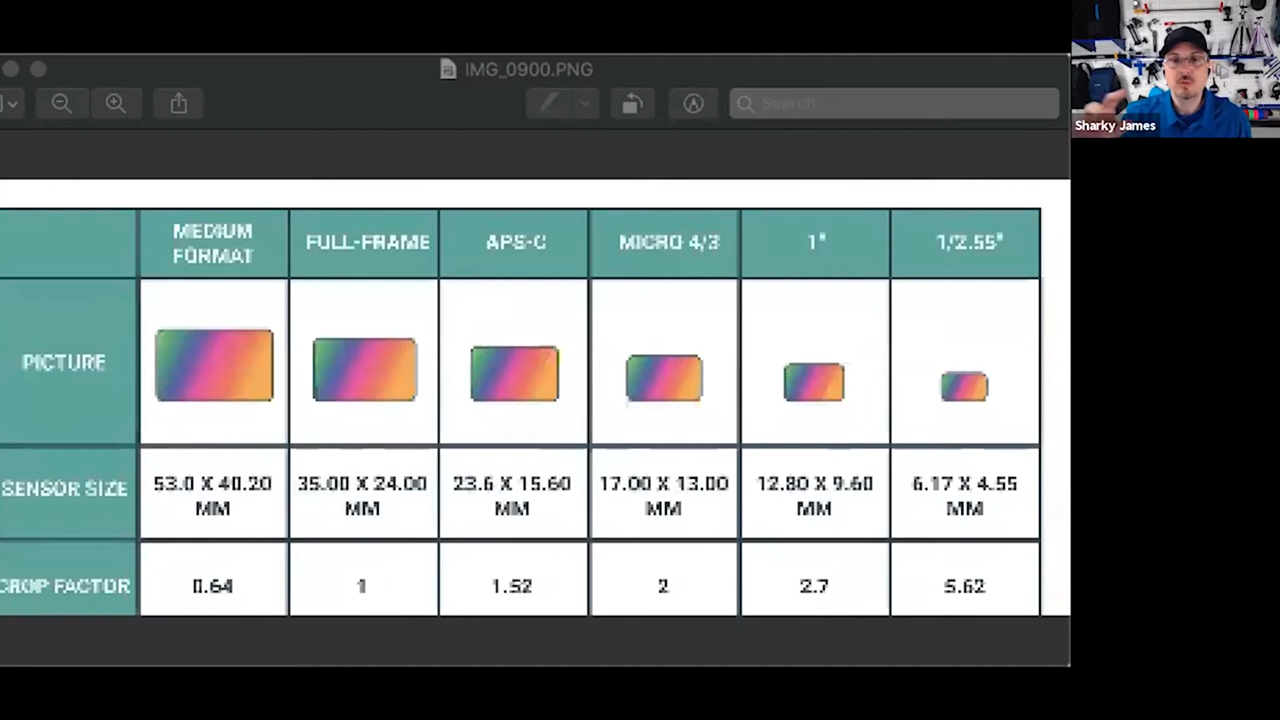 IMG_0900.PNG
Search
Sharky James
MEDIUM FORMAT FULL-FRAME APS-C MICRO 4/3 1" 1/2.55"
PICTURE
SENSOR SIZE 53.0 X 40.20 MM 35.00 X 24.00 MM 23.6 X 15.60 MM 17.00 X 13.00 MM 12.80 X 9.60 MM 6.17 X 4.55 MM
CROP FACTOR 0.64 1 1.52 2 2.7 5.62